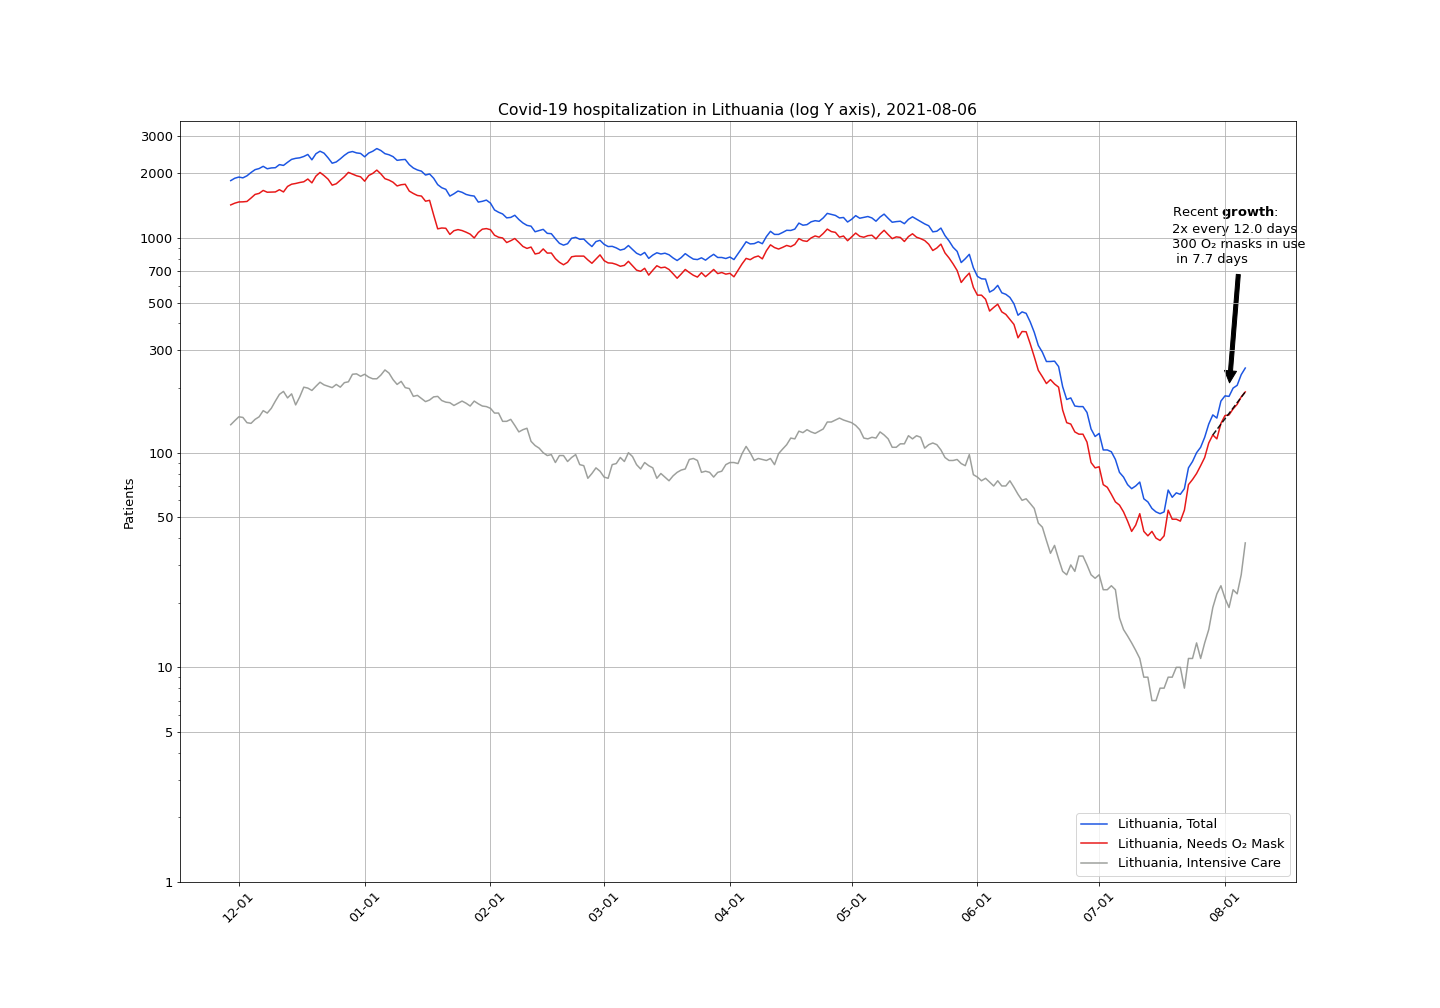 Covid-19 hospitalization in Lithuania (log Y axis), 2021-08-06
3000
2000
1000
700
500
300
100
50
10
5
1
Patients
Recent growth:
2x every 12.0 days
300 O₂ masks in use
in 7.7 days
Lithuania, Total
Lithuania, Needs O₂ Mask
Lithuania, Intensive Care
12-01
01-01
02-01
03-01
04-01
05-01
06-01
07-01
08-01